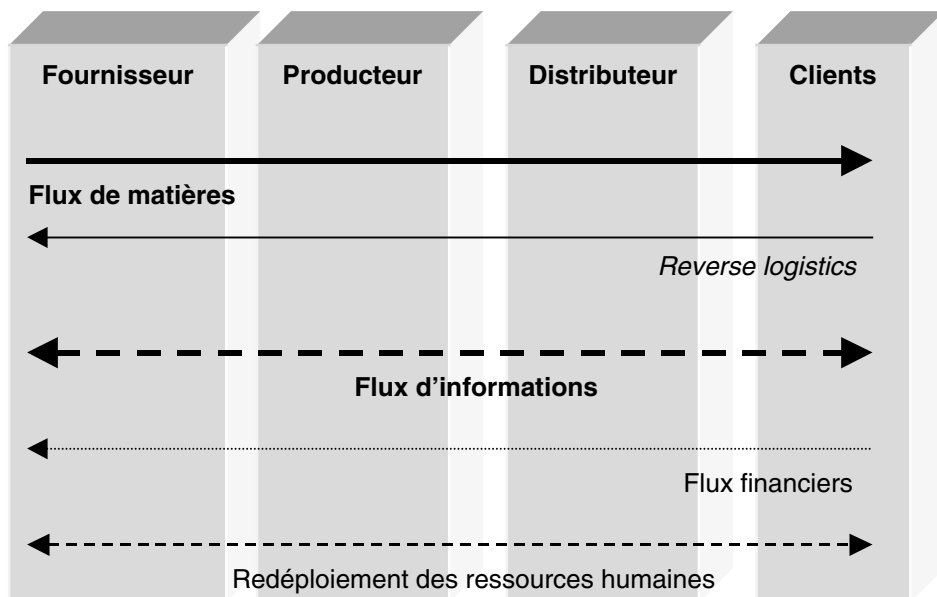 Fournisseur Producteur Distributeur Clients
Flux de matières
Reverse logistics
Flux d’informations
Flux financiers
Redéploiement des ressources humaines